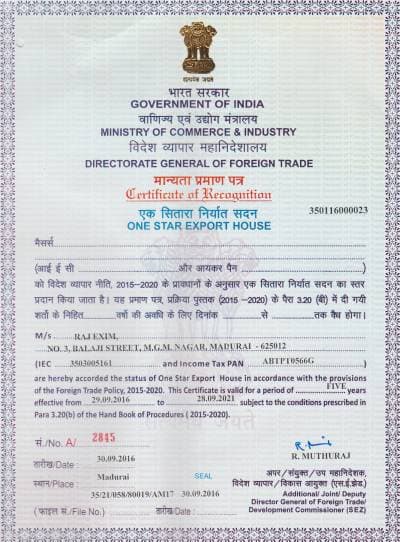 सत्यमेव जयते
भारत सरकार
GOVERNMENT OF INDIA
वाणिज्य एवं उद्योग मंत्रालय
MINISTRY OF COMMERCE & INDUSTRY
विदेश व्यापार महानिदेशालय
DIRECTORATE GENERAL OF FOREIGN TRADE
मान्यता प्रमाण पत्र
Certificate of Recognition
एक सितारा निर्यात सदन 350116000023
ONE STAR EXPORT HOUSE
मैसर्स
(आई ई सी और आयकर पैन )
को विदेश व्यापार नीति, 2015–2020 के प्रावधानों के अनुसार एक सितारा निर्यात सदन का स्तर
प्रदान किया जाता है। यह प्रमाण पत्र, प्रक्रिया पुस्तक (2015 –2020) के पैरा 3.20 (बी) में दी गयी
शर्तो के निहित वर्षो की अवधि के लिए दिनांक से तक वैध होगा।
M/s RAJ EXIM,
NO. 3, BALAJI STREET, M.G.M. NAGAR, MADURAI - 625012
(IEC 3503005161 and Income Tax PAN ABTPT0566G )
are hereby accorded the status of One Star Export House in accordance with the provisions
of the Foreign Trade Policy, 2015-2020. This Certificate is valid for a period of FIVE years
effective from 29.09.2016 to 28.09.2021 subject to the conditions prescribed in
Para 3.20(b) of the Hand Book of Procedures ( 2015-2020).
सं./No. A/ 2845
तारीख/Date : 30.09.2016
R. MUTHURAJ
स्थान/Place : Madurai SEAL
अपर/संयुक्त/उप महानिदेशक,
विदेश व्यापार/विकास आयुक्त (एस.ई.झेड.)
35/21/058/80019/AM17 30.09.2016
( फाइल सं./File No.) तारीख/Date :
Additional/ Joint/ Deputy
Director General of Foreign Trade/
Development Commissioner (SEZ)